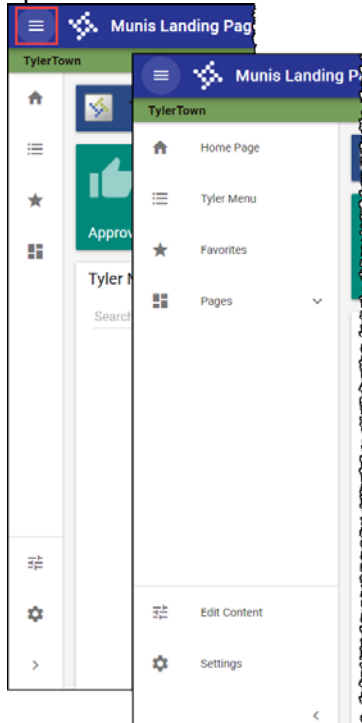 Munis Landing Pag
TylerTown
Approv
Tyler M
Search
Munis Landing P
TylerTown
Home Page
Tyler Menu
Favorites
Pages
Edit Content
Settings